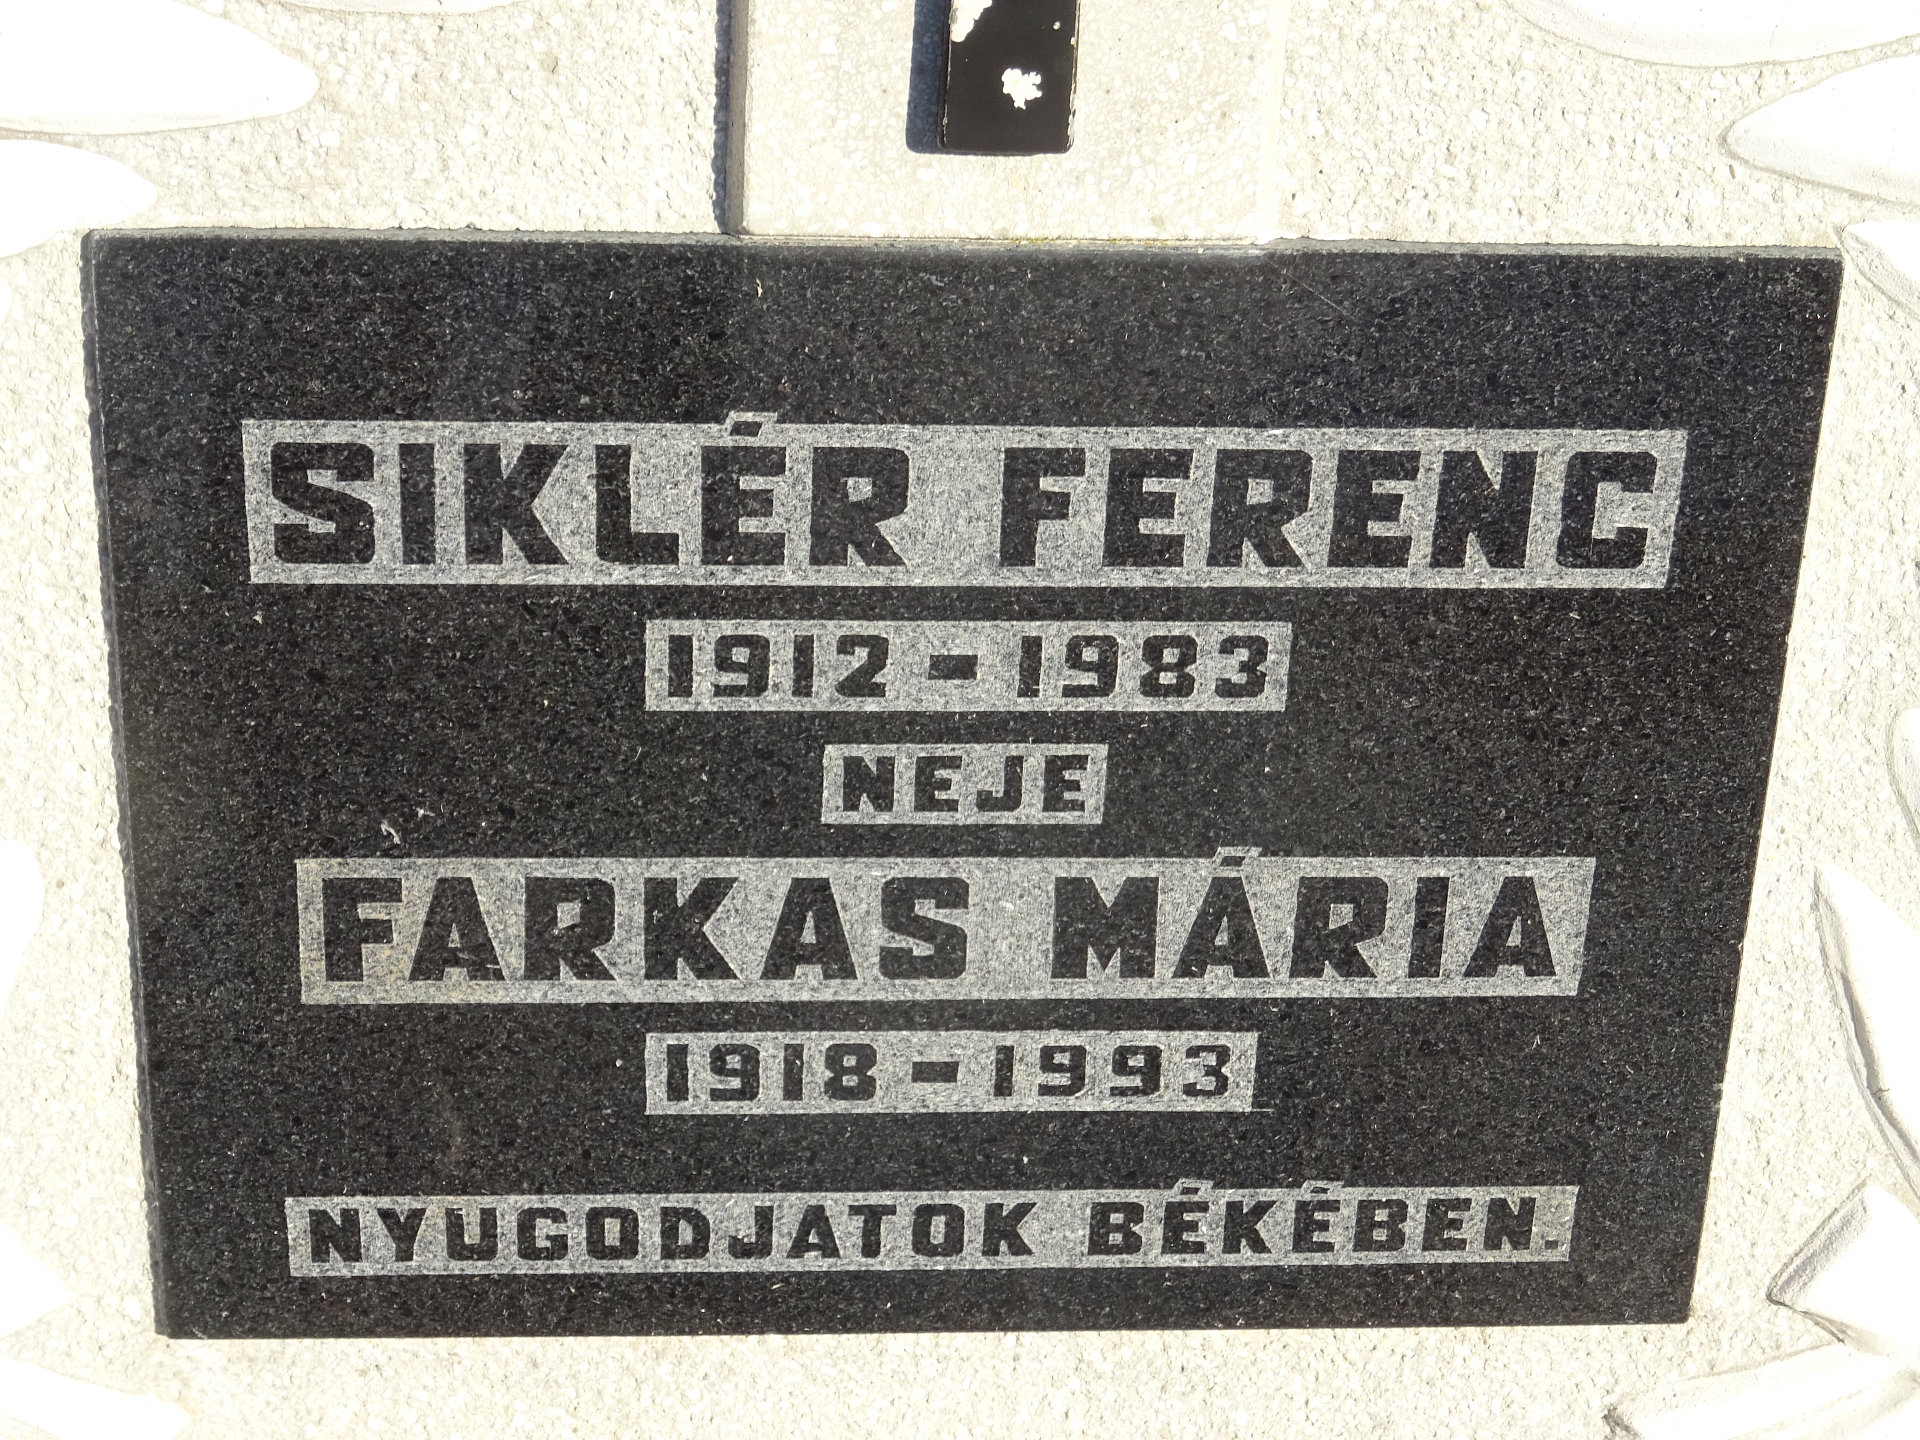 SIKLÉR FERENC
1912 - 1983
NEJE
FARKAS MÁRIA
1918 - 1993
NYUGODJATOK BÉKÉBEN.